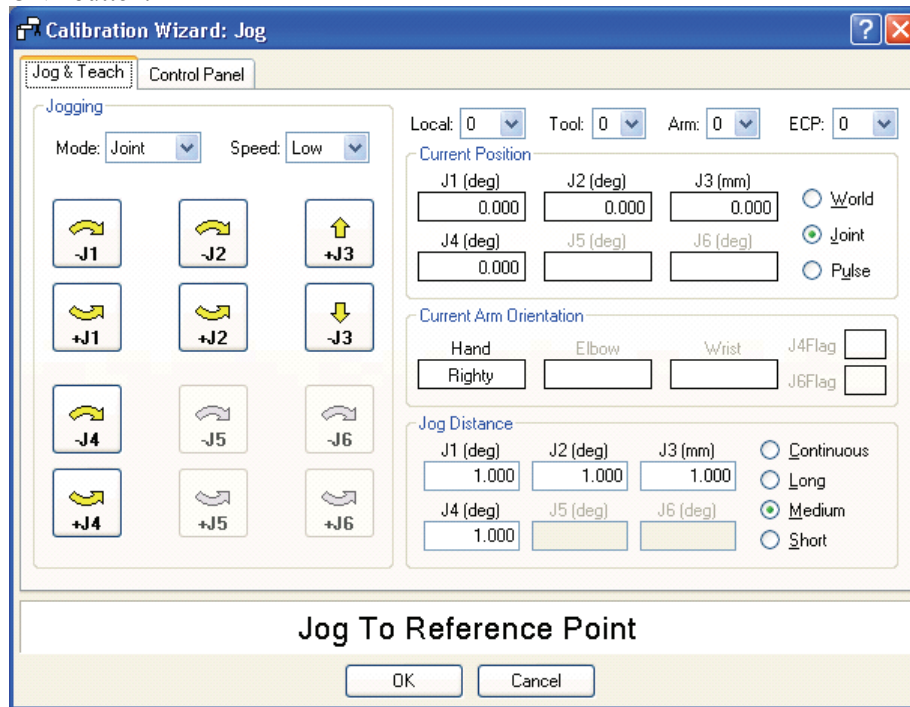 Calibration Wizard: Jog
Jog & Teach Control Panel
Jogging
Mode: Joint Speed: Low
-J1 -J2 +J3
+J1 +J2 -J3
-J4 -J5 -J6
+J4 +J5 +J6
Local: 0 Tool: 0 Arm: 0 ECP: 0
Current Position
J1 (deg) J2 (deg) J3 (mm)
0.000 0.000 0.000
J4 (deg) J5 (deg) J6 (deg)
0.000
World
Joint
Pulse
Current Arm Orientation
Hand Elbow Wrist J4Flag
Righty J6Flag
Jog Distance
J1 (deg) J2 (deg) J3 (mm)
1.000 1.000 1.000
J4 (deg) J5 (deg) J6 (deg)
1.000
Continuous
Long
Medium
Short
Jog To Reference Point
OK Cancel